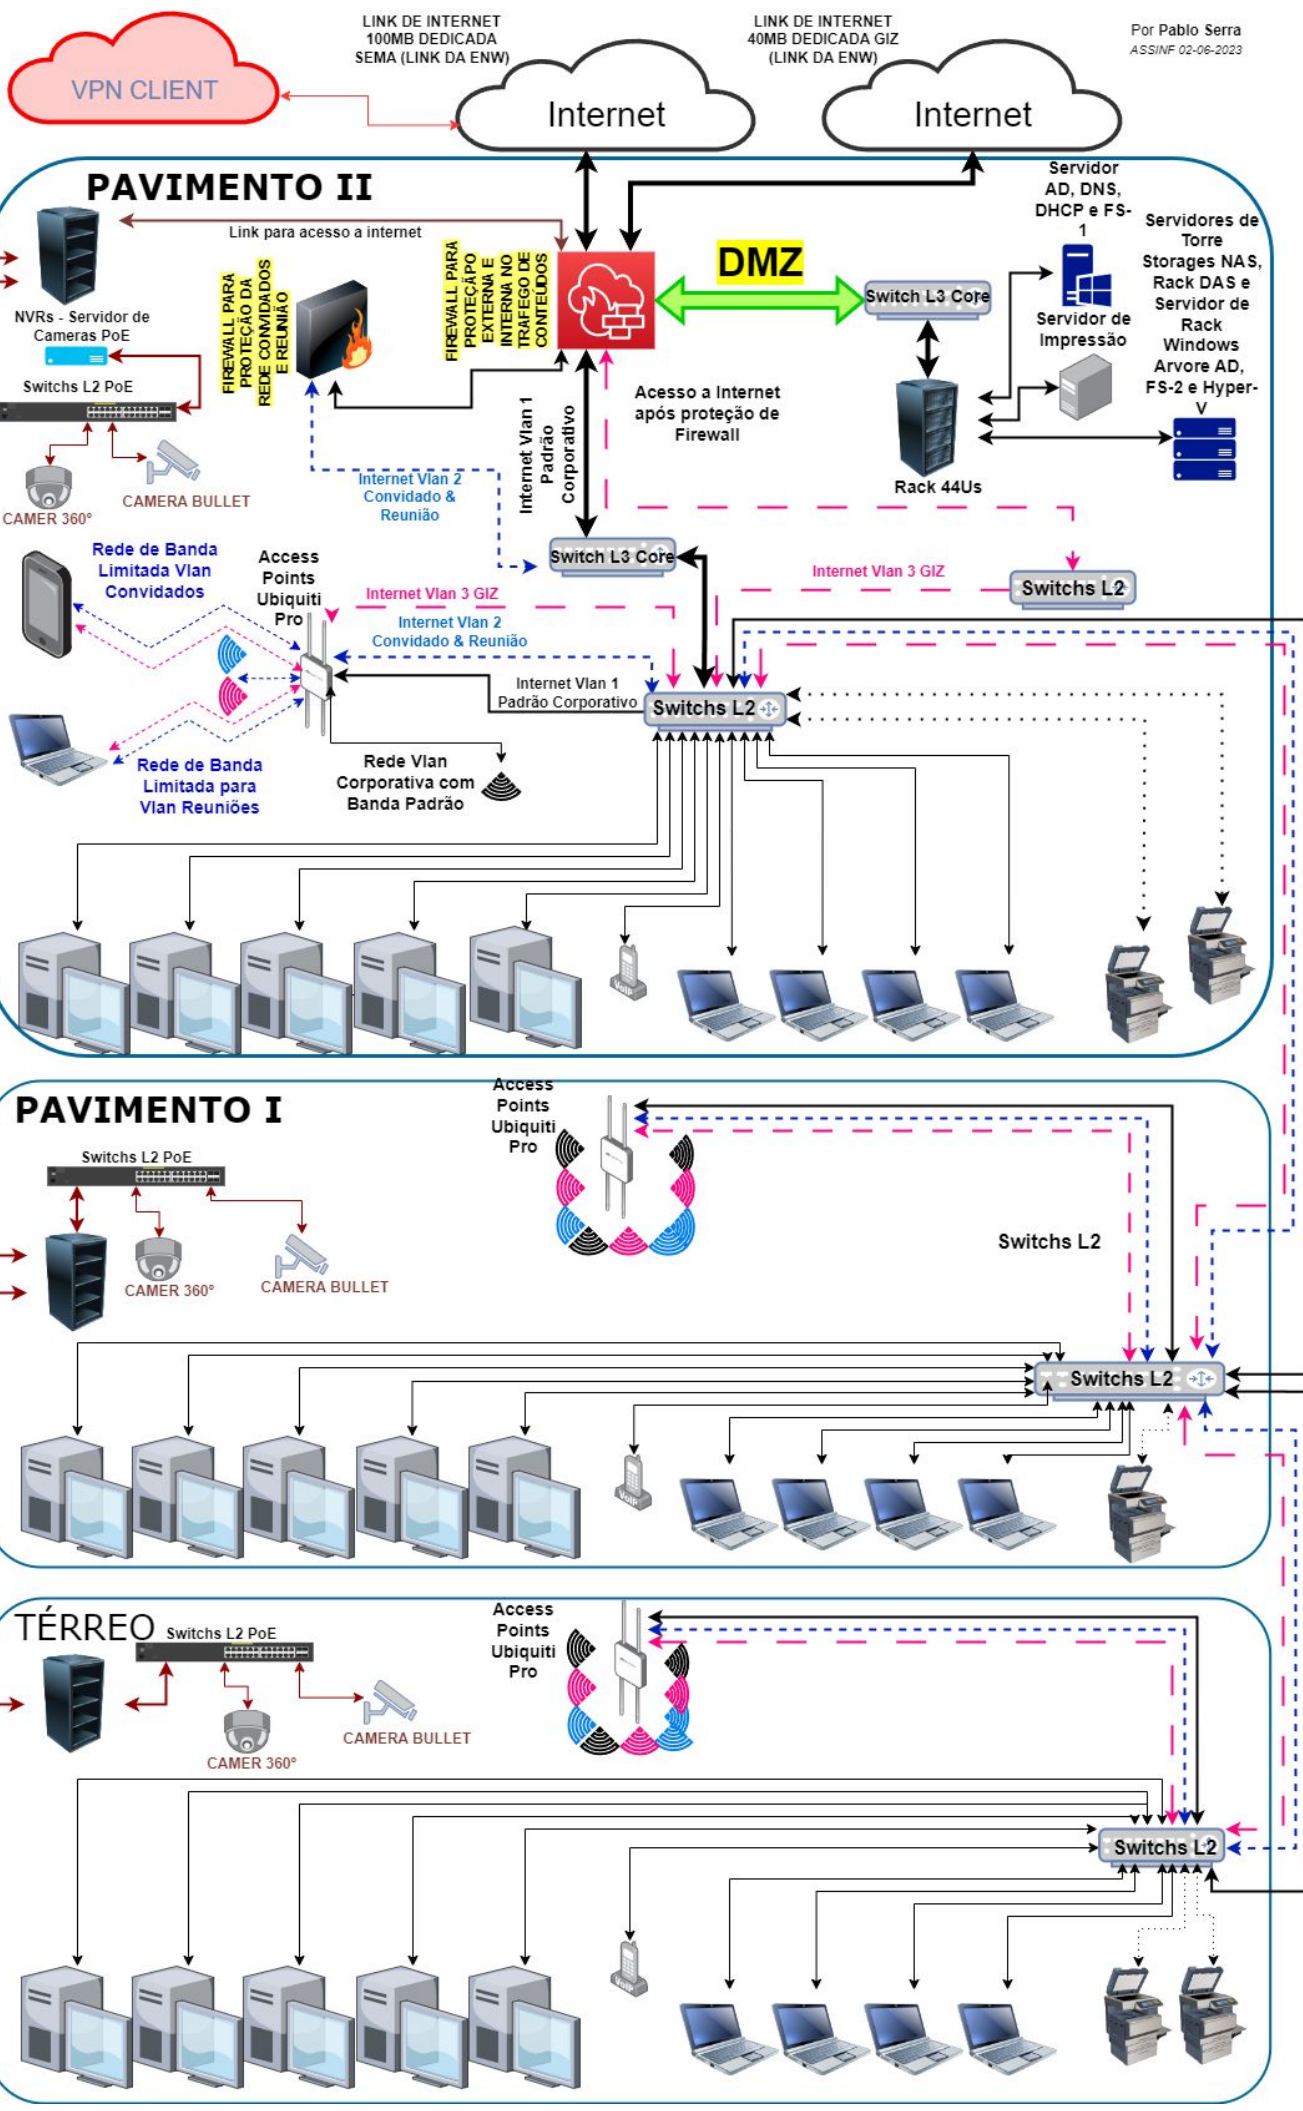 LINK DE INTERNET
100MB DEDICADA
SEMA (LINK DA ENW)
LINK DE INTERNET
40MB DEDICADA GIZ
(LINK DA ENW)
Por Pablo Serra
ASSINF 02-06-2023
VPN CLIENT
Internet
Internet
PAVIMENTO II
Link para acesso a internet
NVRs - Servidor de
Cameras PoE
Switchs L2 PoE
CAMER 360º
CAMERA BULLET
FIREWALL PARA
PROTEÇÃO DA
REDE CONVIDADOS
E REUNIÃO
FIREWALL PARA
PROTEÇÃPO
EXTERNA E
INTERNA NO
TRAFEGO DE
CONTEÚDOS
DMZ
Switch L3 Core
Servidor
AD, DNS,
DHCP e FS-
1
Servidor de
Impressão
Servidores de
Torre
Storages NAS,
Rack DAS e
Servidor de
Rack
Windows
Arvore AD,
FS-2 e Hyper-
V
Rack 44Us
Acesso a Internet
após proteção de
Firewall
Internet Vlan 1
Padrão
Corporativo
Internet Vlan 2
Convidado &
Reunião
Switch L3 Core
Rede de Banda
Limitada Vlan
Convidados
Access
Points
Ubiquiti
Pro
Internet Vlan 3 GIZ
Internet Vlan 2
Convidado & Reunião
Internet Vlan 3 GIZ
Switchs L2
Internet Vlan 1
Padrão Corporativo
Switchs L2
Rede de Banda
Limitada para
Vlan Reuniões
Rede Vlan
Corporativa com
Banda Padrão
VoIP
PAVIMENTO I
Switchs L2 PoE
CAMER 360º
CAMERA BULLET
Access
Points
Ubiquiti
Pro
Switchs L2
Switchs L2
VoIP
TÉRREO
Switchs L2 PoE
CAMER 360º
CAMERA BULLET
Access
Points
Ubiquiti
Pro
Switchs L2
VoIP